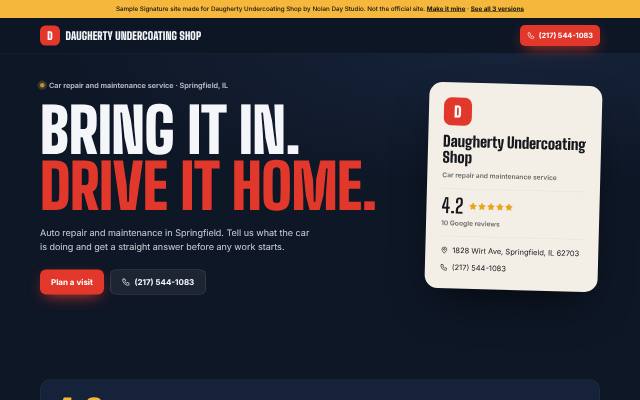 Sample Signature site made for Daugherty Undercoating Shop by Nolan Day Studio. Not the official site. Make it mine · See all 3 versions
D DAUGHERTY UNDERCOATING SHOP
(217) 544-1083
Car repair and maintenance service · Springfield, IL
BRING IT IN.
DRIVE IT HOME.
Auto repair and maintenance in Springfield. Tell us what the car
is doing and get a straight answer before any work starts.
Plan a visit
(217) 544-1083
D
Daugherty Undercoating
Shop
Car repair and maintenance service
4.2
10 Google reviews
1828 Wirt Ave, Springfield, IL 62703
(217) 544-1083